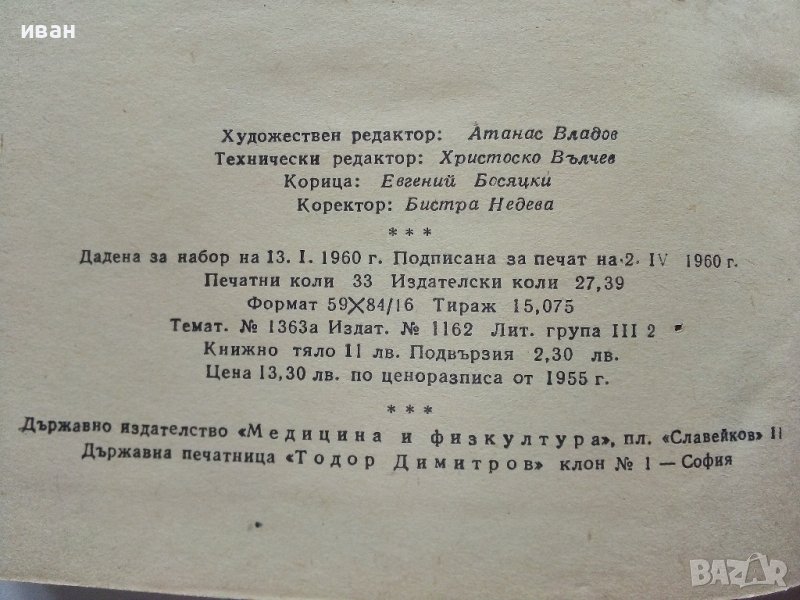 иван
Художествен редактор: Атанас Владов
Технически редактор: Христоско Вълчев
Корица: Евгений Босяцки
Коректор: Бистра Недева
* * *
Дадена за набор на 13. I. 1960 г. Подписана за печат на 2. IV 1960 г.
Печатни коли 33 Издателски коли 27,39
Формат 59×84/16 Тираж 15,075
Темат. № 1363а Издат. № 1162 Лит. група III 2
Книжно тяло 11 лв. Подвързия 2,30 лв.
Цена 13,30 лв. по ценоразписа от 1955 г.
* * *
Държавно издателство «Медицина и физкултура», пл. «Славейков» 11
Държавна печатница «Тодор Димитров» клон № 1 — София
BAZAR